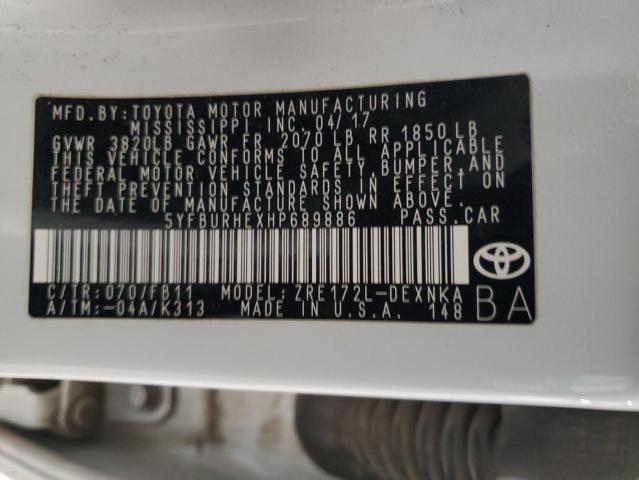 MFD.BY:TOYOTA MOTOR MANUFACTURING
MISSISSIPPI INC. 04/17
GVWR 3820LB GAWR FR 2070 LB RR 1850 LB
THIS VEHICLE CONFORMS TO ALL APPLICABLE
FEDERAL MOTOR VEHICLE SAFETY,BUMPER AND
THEFT PREVENTION STANDARDS IN EFFECT ON
THE DATE OF MANUFACTURE SHOWN ABOVE.
5YFBURHEXHP689886 PASS.CAR
C/TR:070/FB11 MODEL: ZRE172L-DEXNKA
A/TM:-04A/K313 MADE IN U.S.A. 148
BA